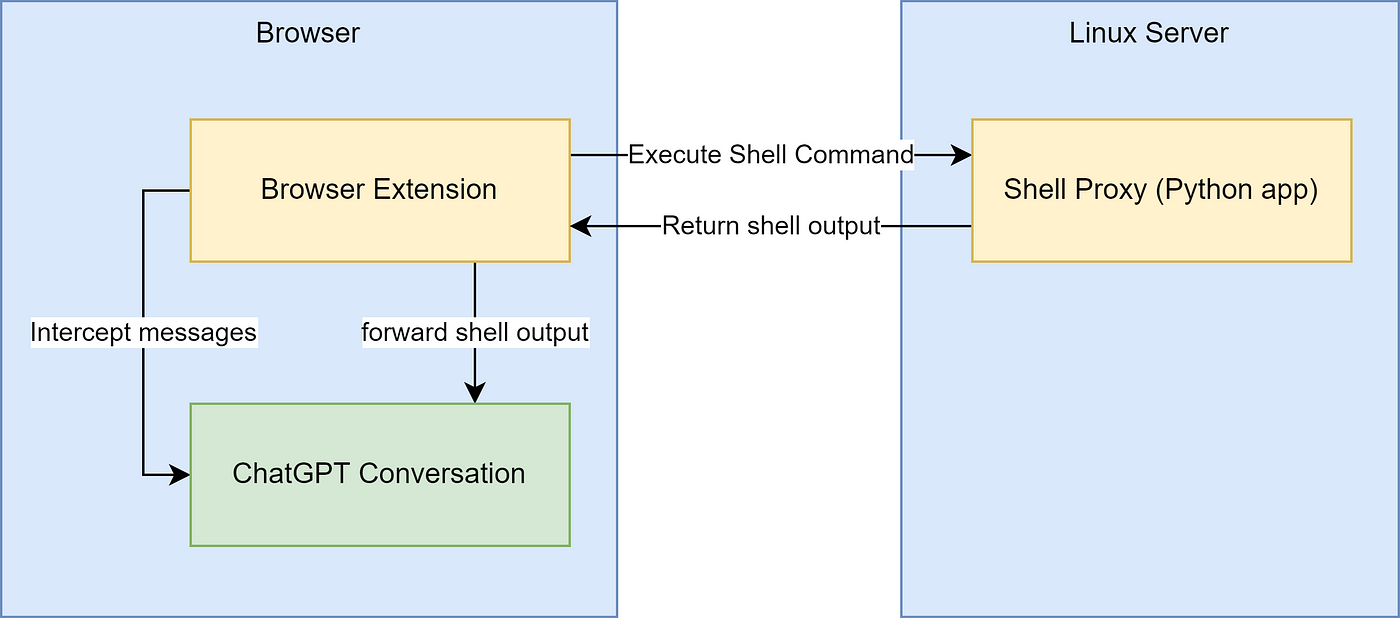 Browser
Linux Server
Execute Shell Command
Browser Extension
Shell Proxy (Python app)
Return shell output
Intercept messages
forward shell output
ChatGPT Conversation